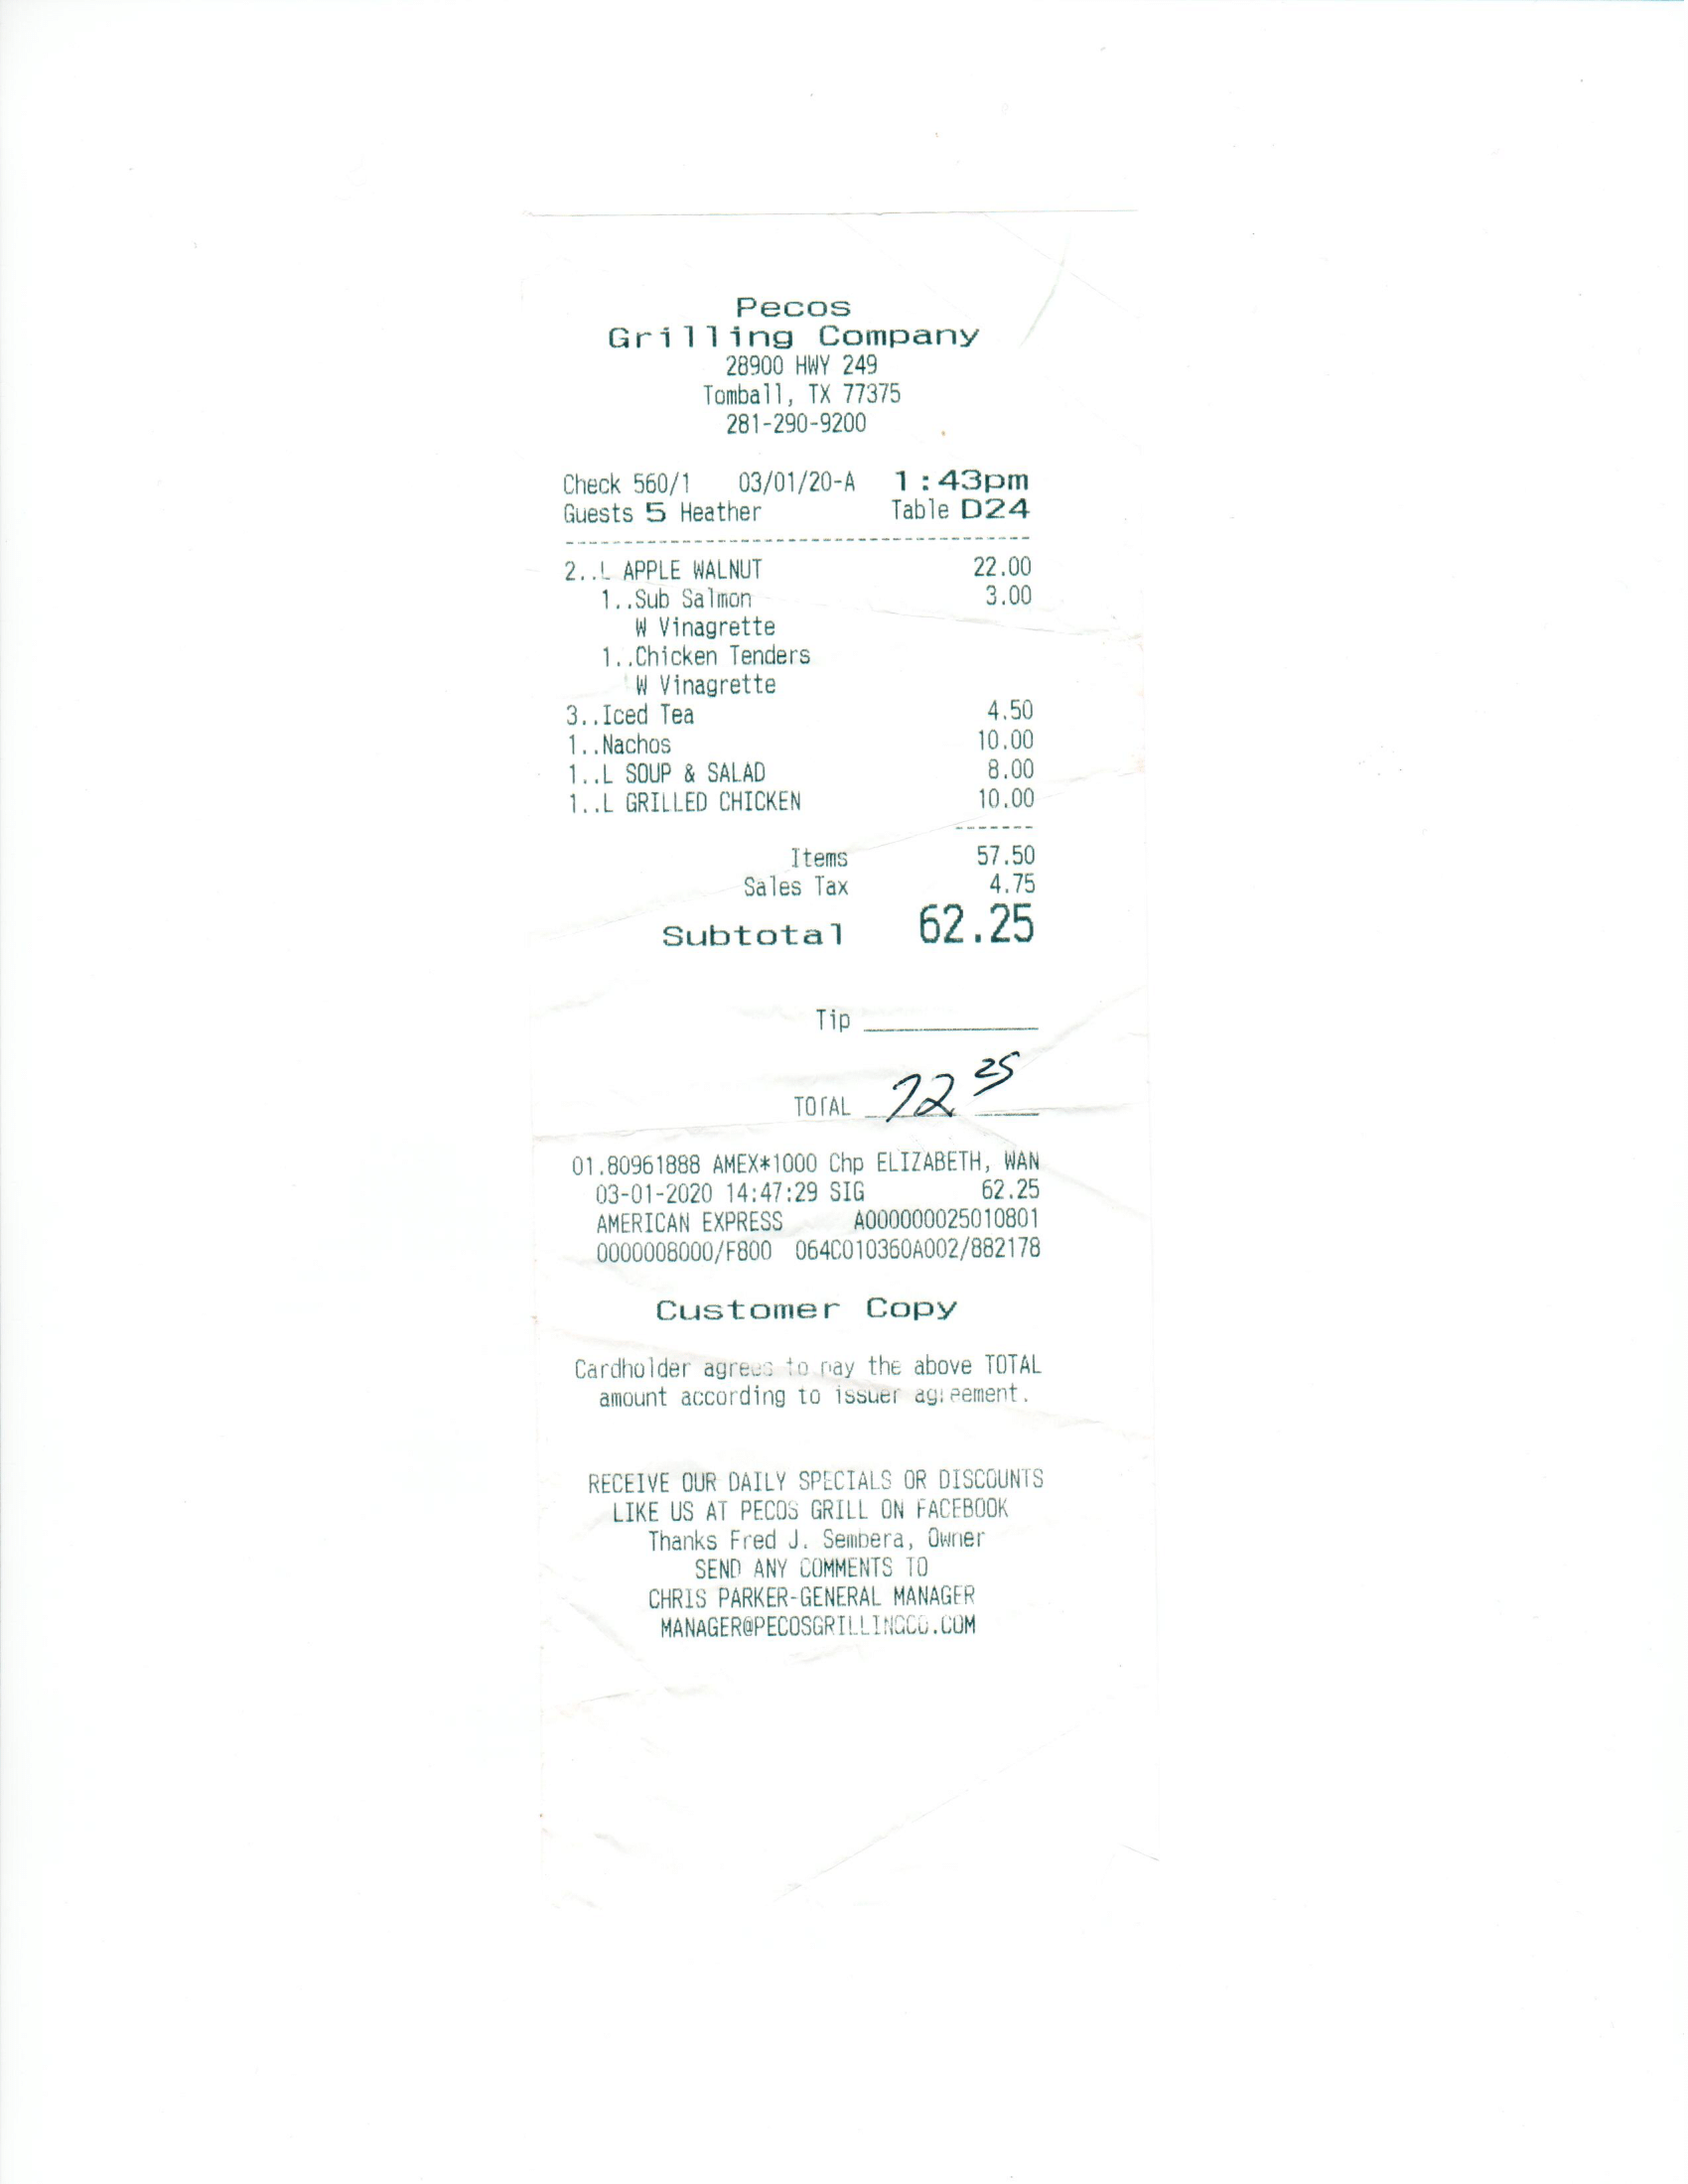 Pecos
Grilling Company
28900 HWY 249
Tomball, TX 77375
281-290-9200
Check 560/1 03/01/20-A 1:43pm
Guests 5 Heather Table D24
2..L APPLE WALNUT 22.00
1..Sub Salmon 3.00
W Vinagrette
1..Chicken Tenders
W Vinagrette
3..Iced Tea 4.50
1..Nachos 10.00
1..L SOUP & SALAD 8.00
1..L GRILLED CHICKEN 10.00
Items 57.50
Sales Tax 4.75
Subtotal 62.25
Tip
TOTAL 72 25
01.80961888 AMEX*1000 Chp ELIZABETH, WAN
03-01-2020 14:47:29 SIG 62.25
AMERICAN EXPRESS A000000025010801
0000008000/F800 064C010360A002/882178
Customer Copy
Cardholder agrees to pay the above TOTAL
amount according to issuer agreement.
RECEIVE OUR DAILY SPECIALS OR DISCOUNTS
LIKE US AT PECOS GRILL ON FACEBOOK
Thanks Fred J. Sembera, Owner
SEND ANY COMMENTS TO
CHRIS PARKER-GENERAL MANAGER
MANAGER@PECOSGRILLINGCO.COM